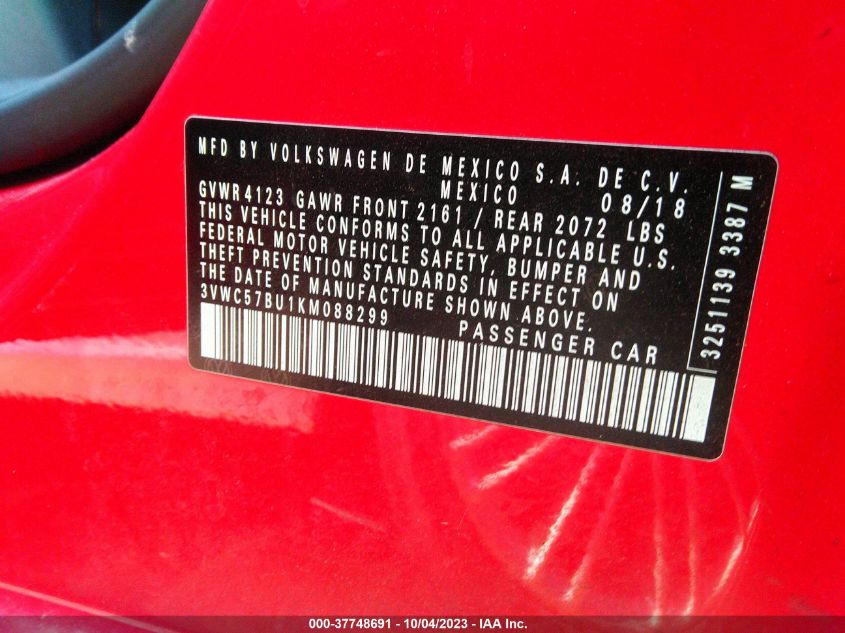 MFD BY VOLKSWAGEN DE MEXICO S.A. DE C.V.
MEXICO 08/18
GVWR 4123 GAWR FRONT 2161 / REAR 2072 LBS
THIS VEHICLE CONFORMS TO ALL APPLICABLE U.S.
FEDERAL MOTOR VEHICLE SAFETY, BUMPER AND
THEFT PREVENTION STANDARDS IN EFFECT ON
THE DATE OF MANUFACTURE SHOWN ABOVE.
3VWC57BU1KM088299 PASSENGER CAR
3251139 3387 M
000-37748691 - 10/04/2023 - IAA Inc.